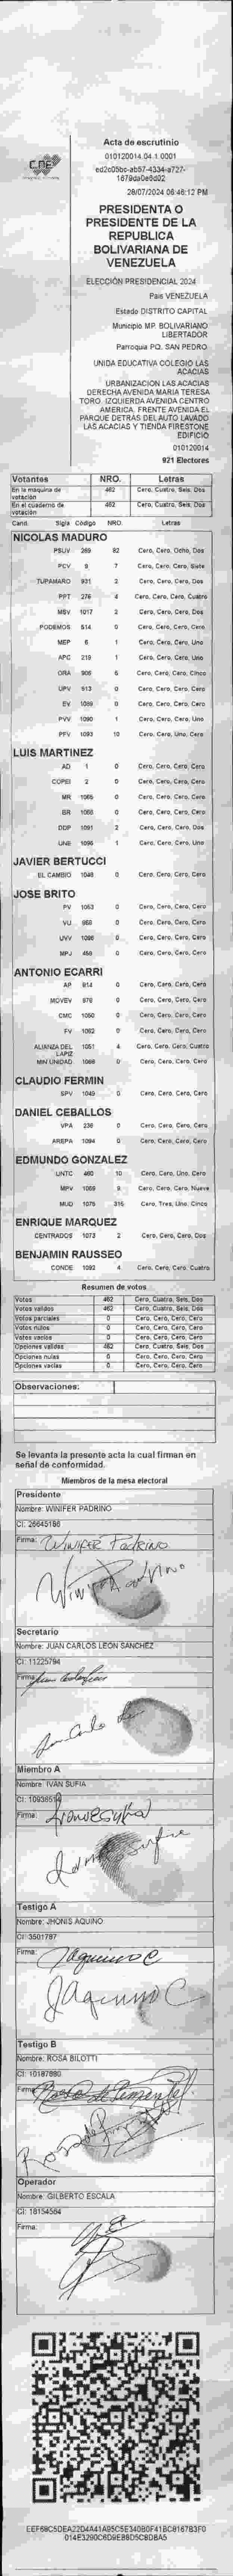 CNE
Acta de escrutinio
010120014.04.1.0001
28/07/2024 06:46:12 PM
PRESIDENTA O
PRESIDENTE DE LA
REPUBLICA
BOLIVARIANA DE
VENEZUELA
ELECCIÓN PRESIDENCIAL 2024
Pais VENEZUELA
Estado DISTRITO CAPITAL
Municipio MP. BOLIVARIANO
LIBERTADOR
Parroquia PQ. SAN PEDRO
UNIDA EDUCATIVA COLEGIO LAS
ACACIAS
URBANIZACIÓN LAS ACACIAS
DERECHA AVENIDA MARIA TERESA
TORO. IZQUIERDA AVENIDA CENTRO
AMERICA. FRENTE AVENIDA EL
PARQUE DETRAS DEL AUTO LAVADO
LAS ACACIAS Y TIENDA FIRESTONE
EDIFICIO
010120014
921 Electores
Votantes NRO. Letras
En la maquina de votación 462 Cero, Cuatro, Seis, Dos
En el cuaderno de votación 462 Cero, Cuatro, Seis, Dos
Cand. Sigla Código NRO. Letras
NICOLAS MADURO
PSUV 269 82 Cero, Cero, Ocho, Dos
PCV 9 7 Cero, Cero, Cero, Siete
TUPAMARO 931 2 Cero, Cero, Cero, Dos
PPT 276 4 Cero, Cero, Cero, Cuatro
MSV 1017 2 Cero, Cero, Cero, Dos
PODEMOS 514 0 Cero, Cero, Cero, Cero
MEP 6 1 Cero, Cero, Cero, Uno
APC 219 1 Cero, Cero, Cero, Uno
ORA 906 5 Cero, Cero, Cero, Cinco
UPV 913 0 Cero, Cero, Cero, Cero
EV 1089 0 Cero, Cero, Cero, Cero
PVV 1090 1 Cero, Cero, Cero, Uno
PFV 1093 10 Cero, Cero, Uno, Cero
LUIS MARTINEZ
AD 1 0 Cero, Cero, Cero, Cero
COPEI 2 0 Cero, Cero, Cero, Cero
MR 1065 0 Cero, Cero, Cero, Cero
BR 1066 0 Cero, Cero, Cero, Cero
DDP 1091 2 Cero, Cero, Cero, Dos
UNE 1096 1 Cero, Cero, Cero, Uno
JAVIER BERTUCCI
EL CAMBIO 1048 0 Cero, Cero, Cero, Cero
JOSE BRITO
PV 1053 0 Cero, Cero, Cero, Cero
VU 968 0 Cero, Cero, Cero, Cero
UVV 1098 0 Cero, Cero, Cero, Cero
MPJ 459 0 Cero, Cero, Cero, Cero
ANTONIO ECARRI
AP 914 0 Cero, Cero, Cero, Cero
MOVEV 978 0 Cero, Cero, Cero, Cero
CMC 1050 0 Cero, Cero, Cero, Cero
FV 1062 0 Cero, Cero, Cero, Cero
ALIANZA DEL LAPIZ 1051 4 Cero, Cero, Cero, Cuatro
MIN UNIDAD 1068 0 Cero, Cero, Cero, Cero
CLAUDIO FERMIN
SPV 1049 0 Cero, Cero, Cero, Cero
DANIEL CEBALLOS
VPA 236 0 Cero, Cero, Cero, Cero
AREPA 1094 0 Cero, Cero, Cero, Cero
EDMUNDO GONZALEZ
UNTC 460 10 Cero, Cero, Uno, Cero
MPV 1069 9 Cero, Cero, Cero, Nueve
MUD 1075 315 Cero, Tres, Uno, Cinco
ENRIQUE MARQUEZ
CENTRADOS 1073 2 Cero, Cero, Cero, Dos
BENJAMIN RAUSSEO
CONDE 1092 4 Cero, Cero, Cero, Cuatro
Resumen de votos
Votos 462 Cero, Cuatro, Seis, Dos
Votos validos 462 Cero, Cuatro, Seis, Dos
Votos parciales 0 Cero, Cero, Cero, Cero
Votos nulos 0 Cero, Cero, Cero, Cero
Votos vacios 0 Cero, Cero, Cero, Cero
Opciones validas 462 Cero, Cuatro, Seis, Dos
Opciones nulas 0 Cero, Cero, Cero, Cero
Opciones vacias 0 Cero, Cero, Cero, Cero
Observaciones:
Se levanta la presente acta la cual firman en
señal de conformidad.
Miembros de la mesa electoral
Presidente
Nombre: WINIFER PADRINO
CI: 26645186
Firma: Winifer Padrino
Winifer Padrino
Secretario
Nombre: JUAN CARLOS LEON SANCHEZ
CI: 11225794
Firma:
Juan Carlo
Miembro A
Nombre: IVAN SUFIA
CI: 10938514
Firma:
Testigo A
Nombre: JHONIS AQUINO
CI: 3501787
Firma: Jaquino C
Jaquino C
Testigo B
Nombre: ROSA BILOTTI
CI: 10187880
Firma:
Operador
Nombre: GILBERTO ESCALA
CI: 18154564
Firma: